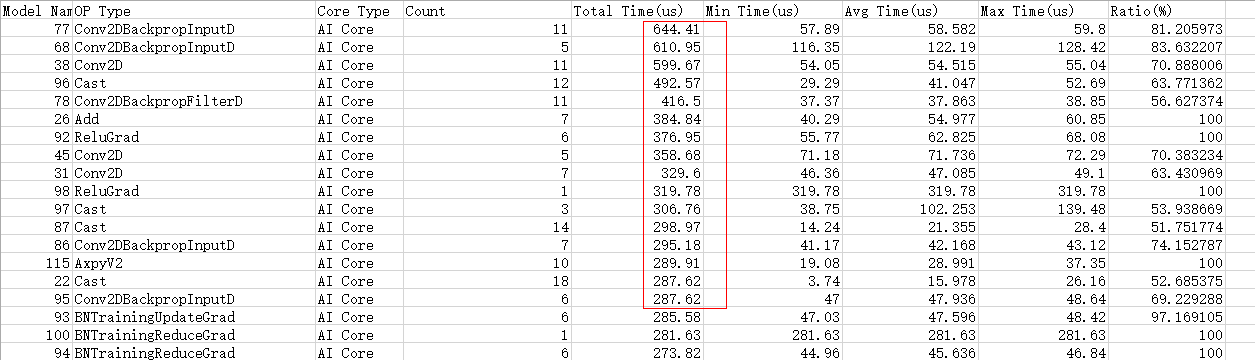 Model Nam OP Type Core Type Count Total Time(us) Min Time(us) Avg Time(us) Max Time(us) Ratio(%)
77 Conv2DBackpropInputD AI Core 11 644.41 57.89 58.582 59.8 81.205973
68 Conv2DBackpropInputD AI Core 5 610.95 116.35 122.19 128.42 83.632207
38 Conv2D AI Core 11 599.67 54.05 54.515 55.04 70.888006
96 Cast AI Core 12 492.57 29.29 41.047 52.69 63.771362
78 Conv2DBackpropFilterD AI Core 11 416.5 37.37 37.863 38.85 56.627374
26 Add AI Core 7 384.84 40.29 54.977 60.85 100
92 ReluGrad AI Core 6 376.95 55.77 62.825 68.08 100
45 Conv2D AI Core 5 358.68 71.18 71.736 72.29 70.383234
31 Conv2D AI Core 7 329.6 46.36 47.085 49.1 63.430969
98 ReluGrad AI Core 1 319.78 319.78 319.78 319.78 100
97 Cast AI Core 3 306.76 38.75 102.253 139.48 53.938669
87 Cast AI Core 14 298.97 14.24 21.355 28.4 51.751774
86 Conv2DBackpropInputD AI Core 7 295.18 41.17 42.168 43.12 74.152787
115 AxpyV2 AI Core 10 289.91 19.08 28.991 37.35 100
22 Cast AI Core 18 287.62 3.74 15.978 26.16 52.685375
95 Conv2DBackpropInputD AI Core 6 287.62 47 47.936 48.64 69.229288
93 BNTrainingUpdateGrad AI Core 6 285.58 47.03 47.596 48.42 97.169105
100 BNTrainingReduceGrad AI Core 1 281.63 281.63 281.63 281.63 100
94 BNTrainingReduceGrad AI Core 6 273.82 44.96 45.636 46.84 100